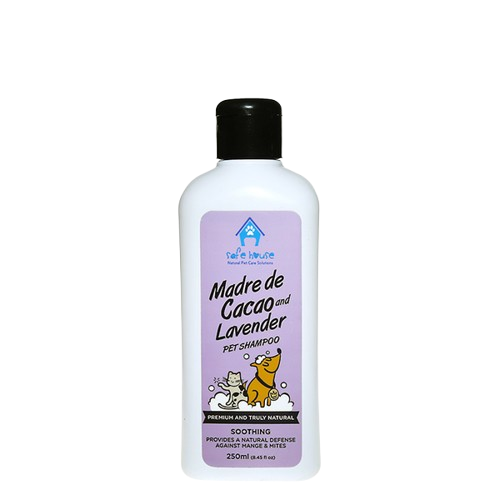 safe house
Natural Pet Care Solutions
Madre de
Cacao and
Lavender
PET SHAMPOO
PREMIUM AND TRULY NATURAL
SOOTHING
PROVIDES A NATURAL DEFENSE
AGAINST MANGE & MITES
250ml (8.45 fl oz)